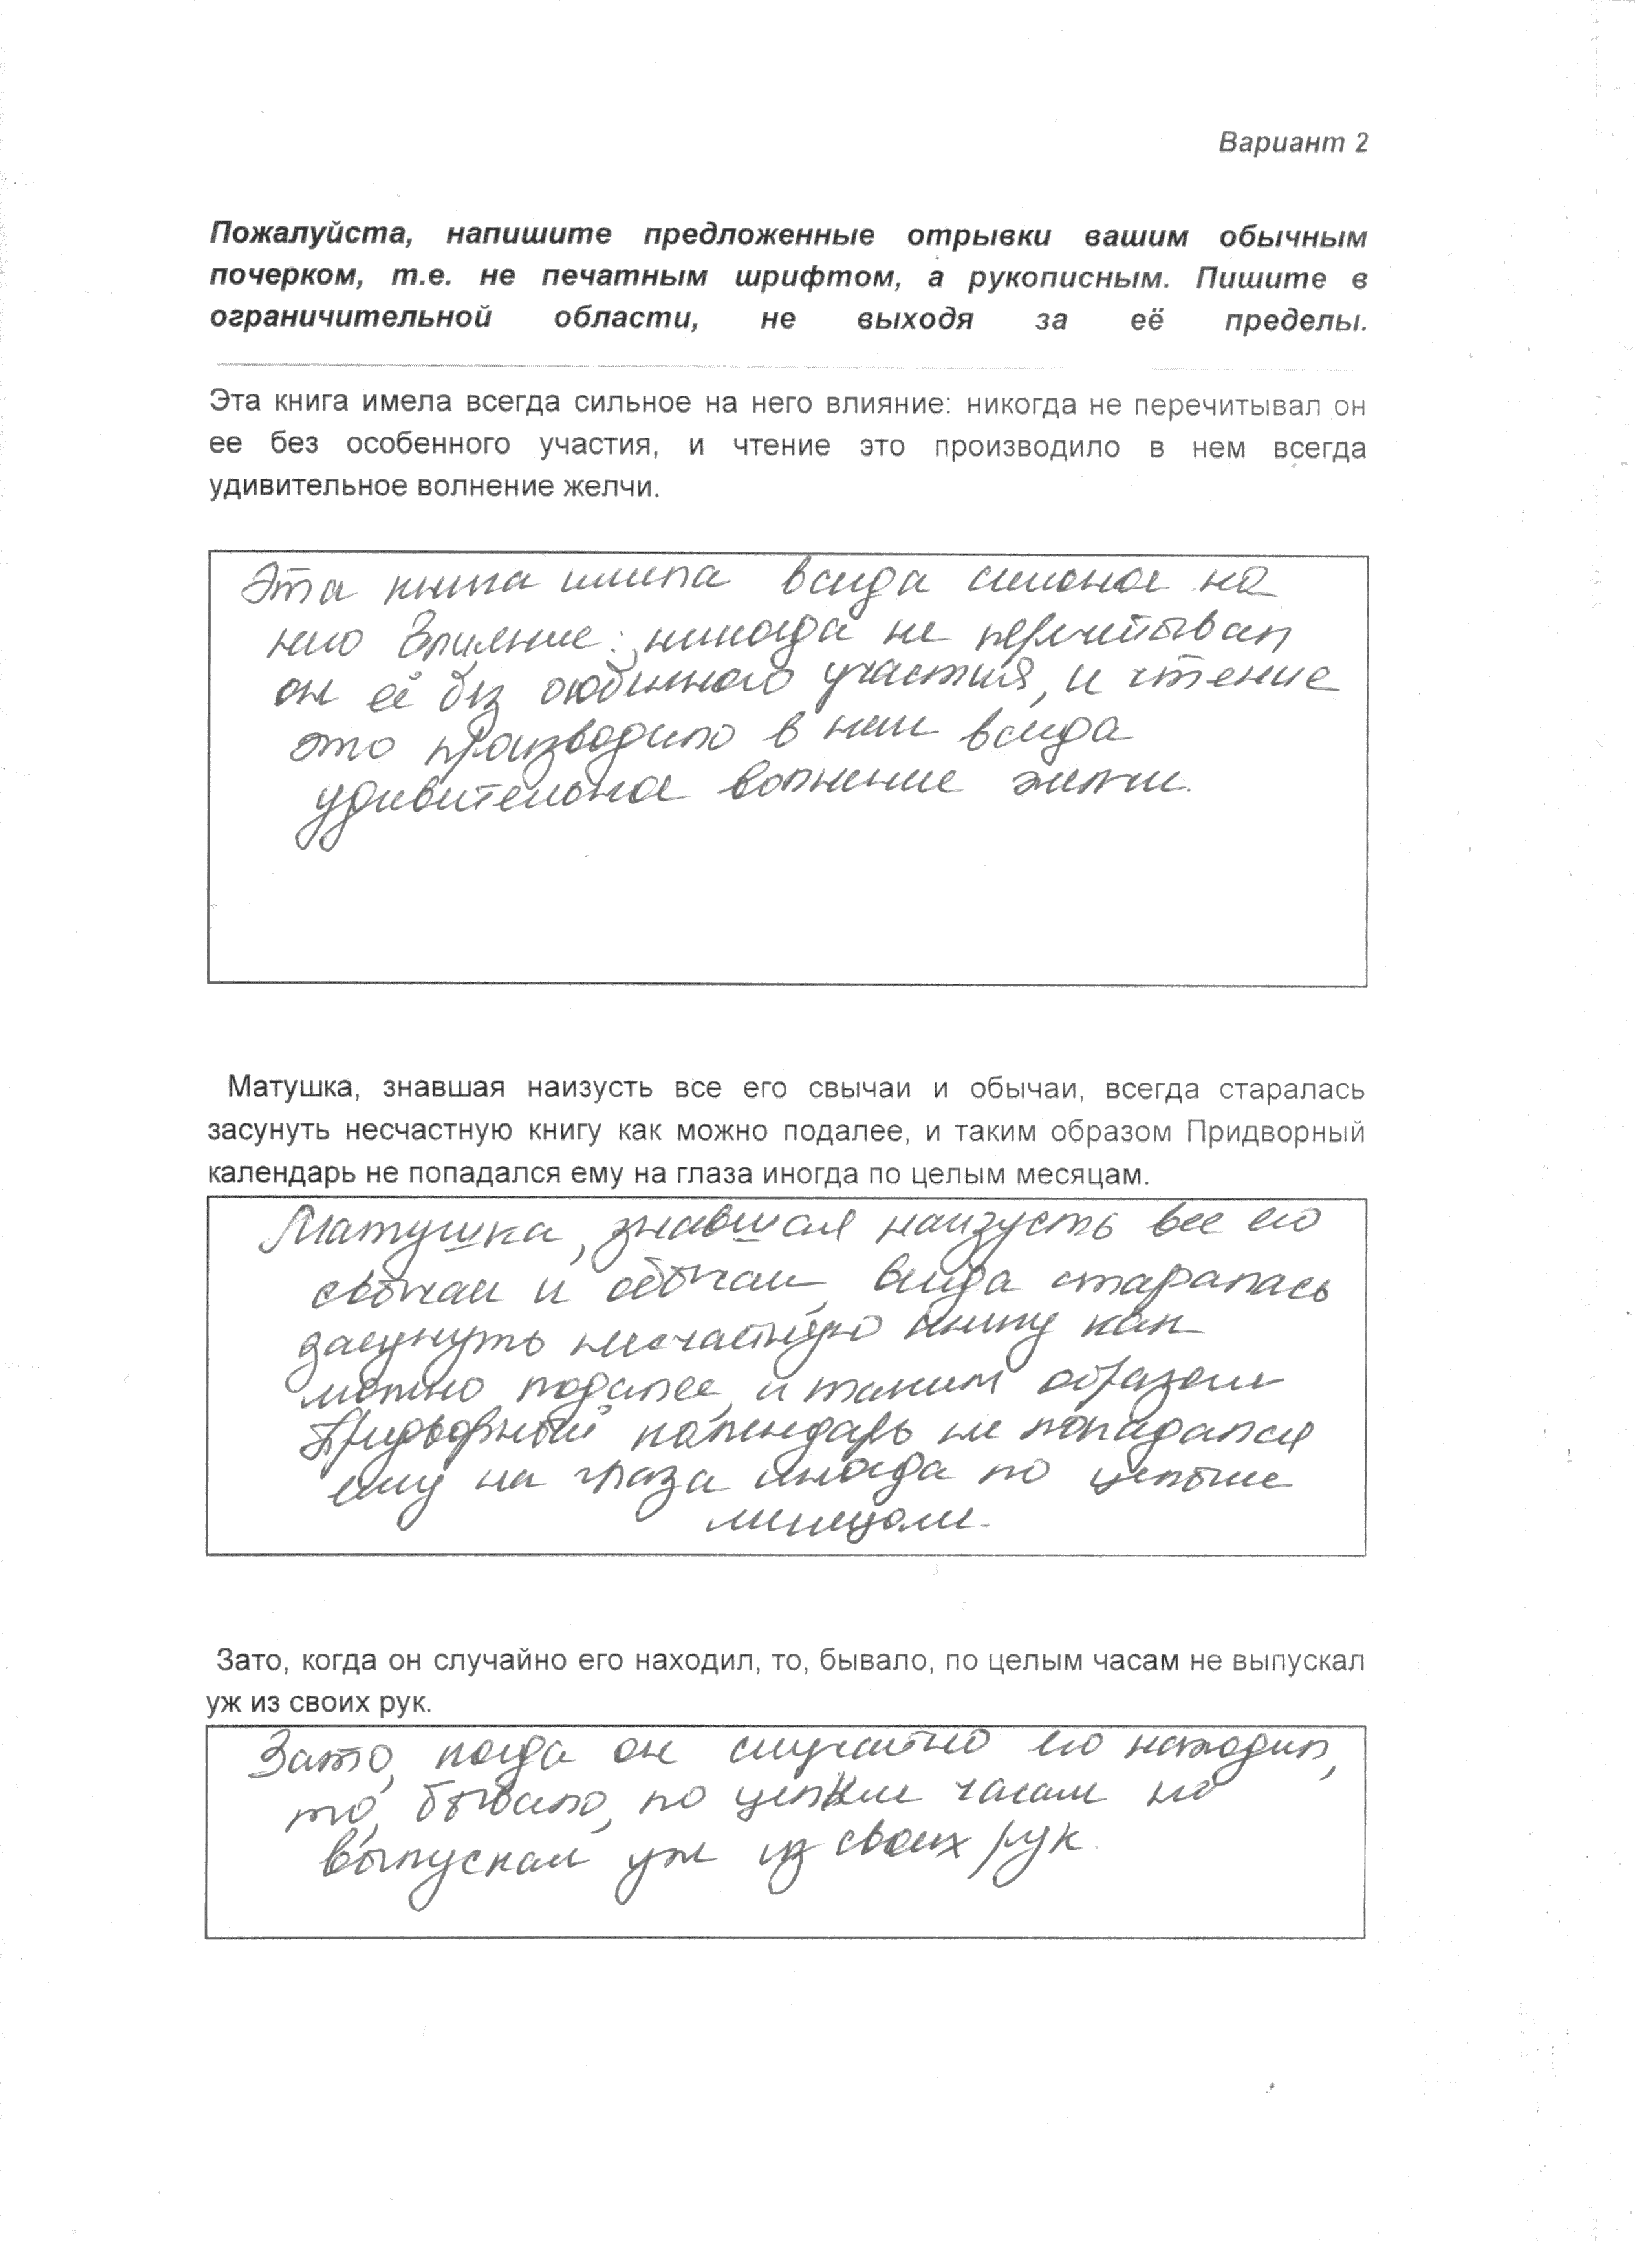 Вариант 2
Пожалуйста, напишите предложенные отрывки вашим обычным
почерком, т.е. не печатным шрифтом, а рукописным. Пишите в
ограничительной области, не выходя за её пределы.
Эта книга имела всегда сильное на него влияние: никогда не перечитывал он
ее без особенного участия, и чтение это производило в нем всегда
удивительное волнение желчи.
Эта книга имела всегда сильное на
него влияние: никогда не перечитывал
он её без особенного участия, и чтение
это производило в нем всегда
удивительное волнение желчи.
Матушка, знавшая наизусть все его свычаи и обычаи, всегда старалась
засунуть несчастную книгу как можно подалее, и таким образом Придворный
календарь не попадался ему на глаза иногда по целым месяцам.
Матушка, знавшая наизусть все его
свычаи и обычаи, всегда старалась
засунуть несчастную книгу как
можно подалее, и таким образом
Придворный календарь не попадался
ему на глаза иногда по целым
месяцам.
Зато, когда он случайно его находил, то, бывало, по целым часам не выпускал
уж из своих рук.
Зато, когда он случайно его находил,
то, бывало, по целым часам не
выпускал уж из своих рук.